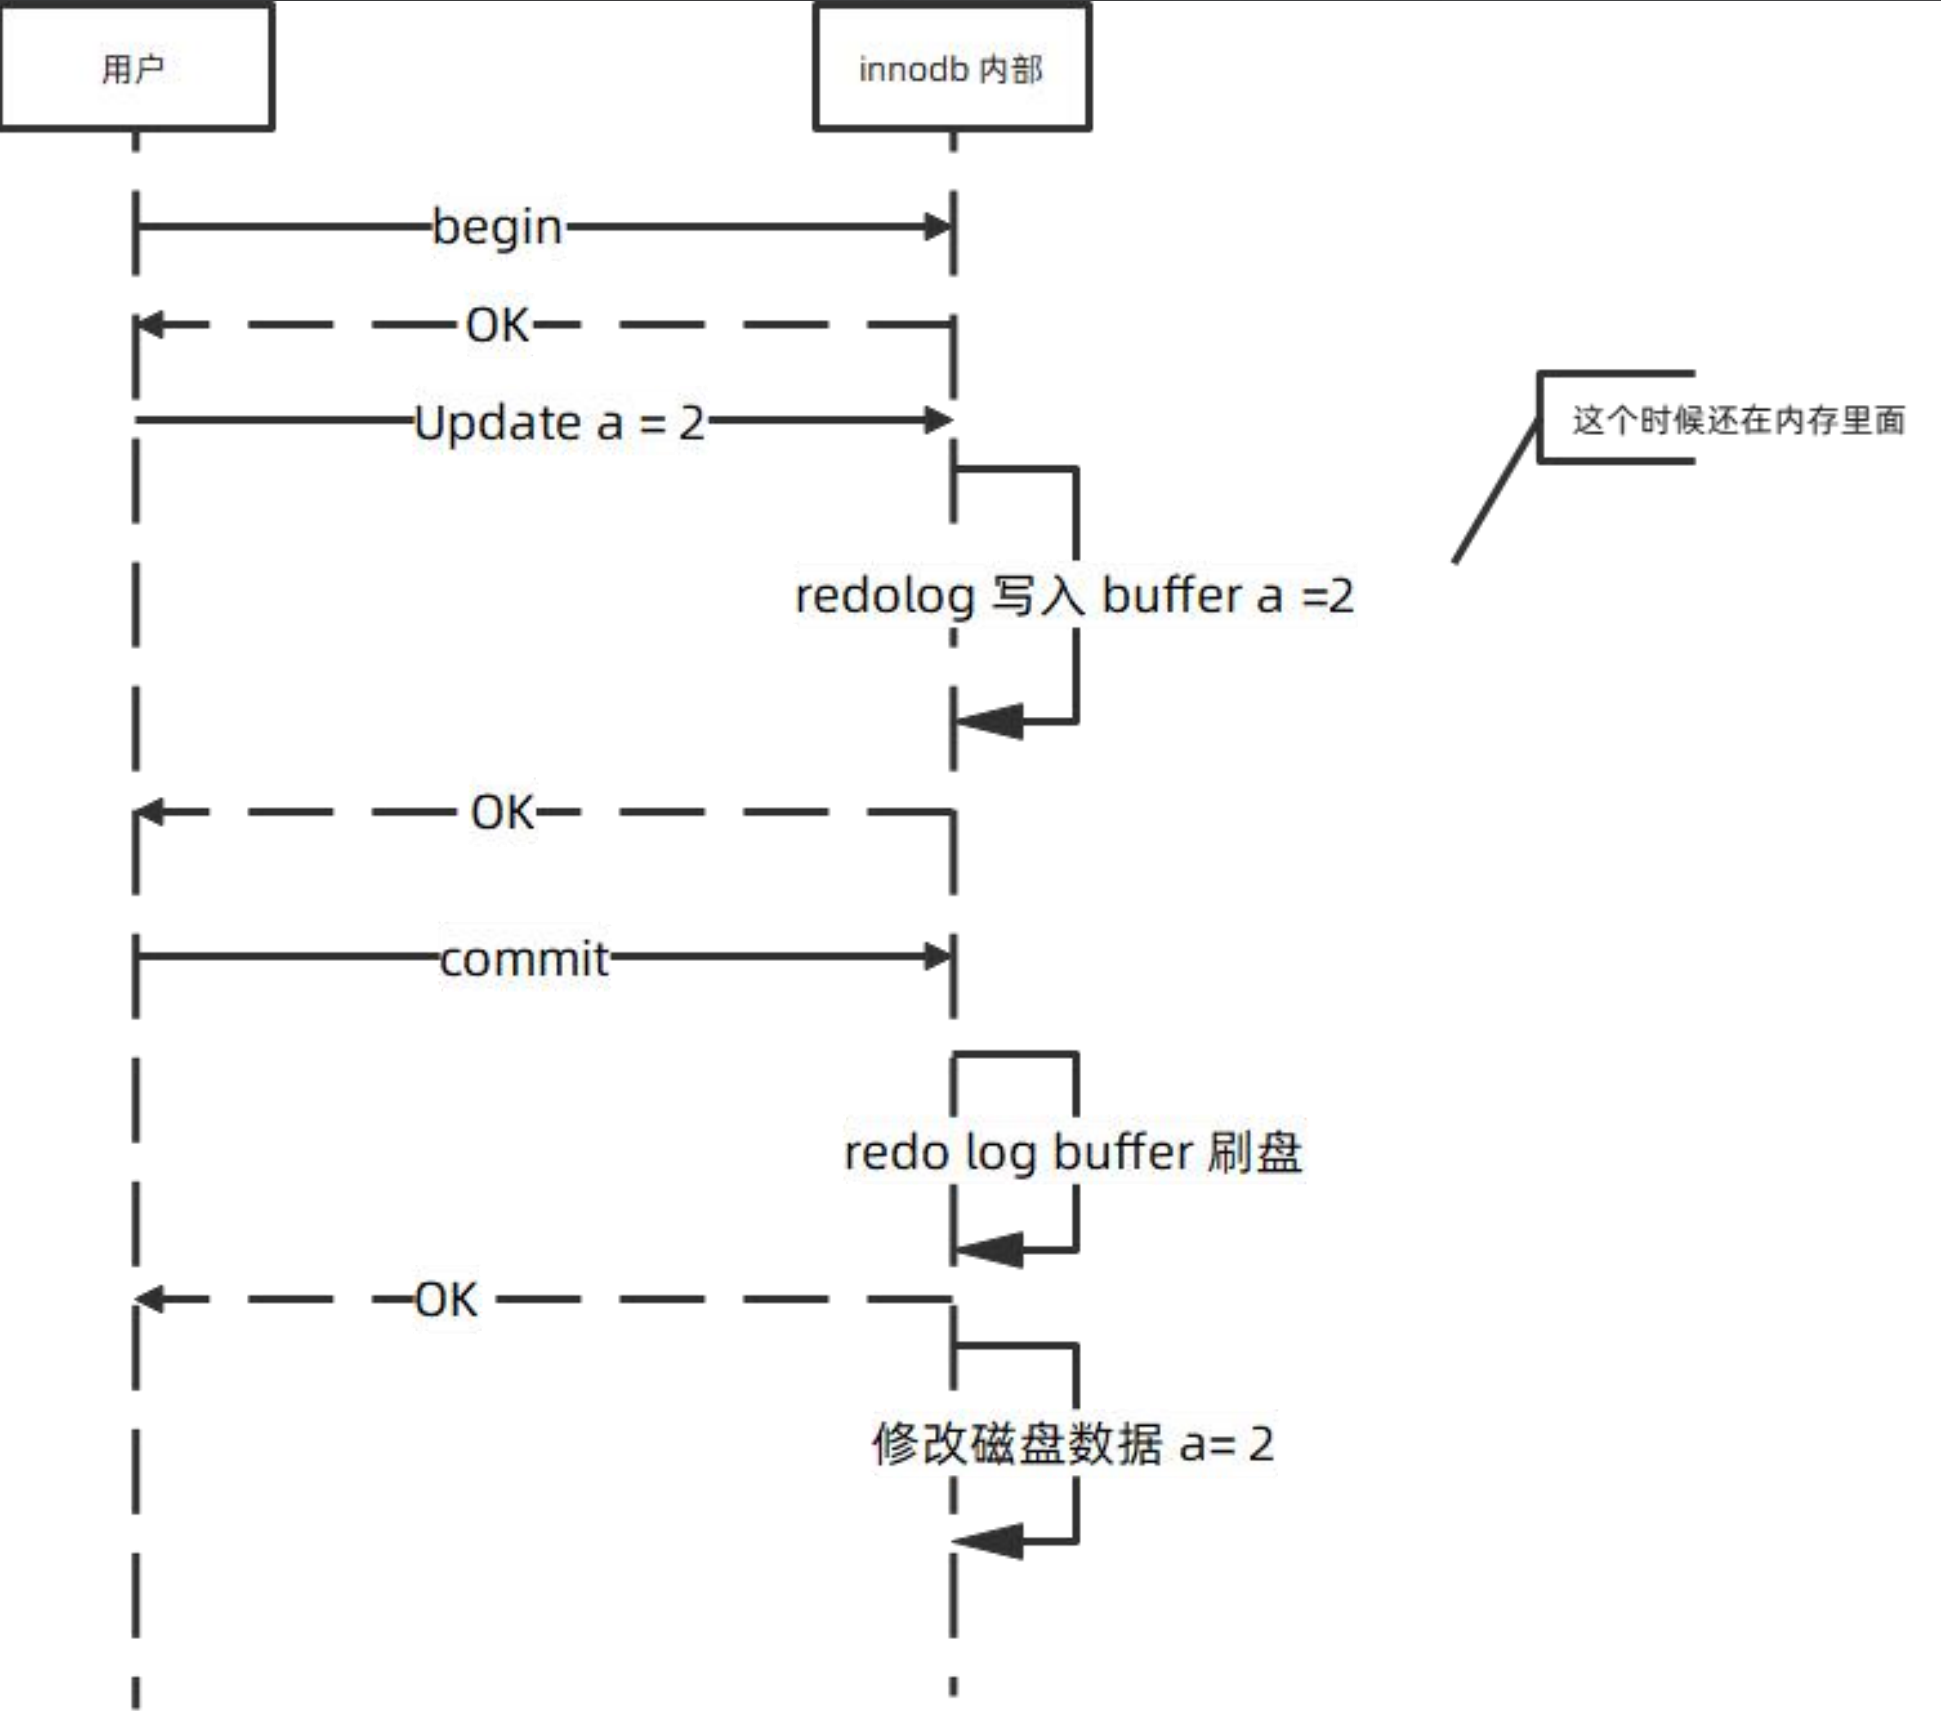 用户
innodb 内部
begin
OK
Update a = 2
这个时候还在内存里面
redolog 写入 buffer a =2
OK
commit
redo log buffer 刷盘
OK
修改磁盘数据 a= 2